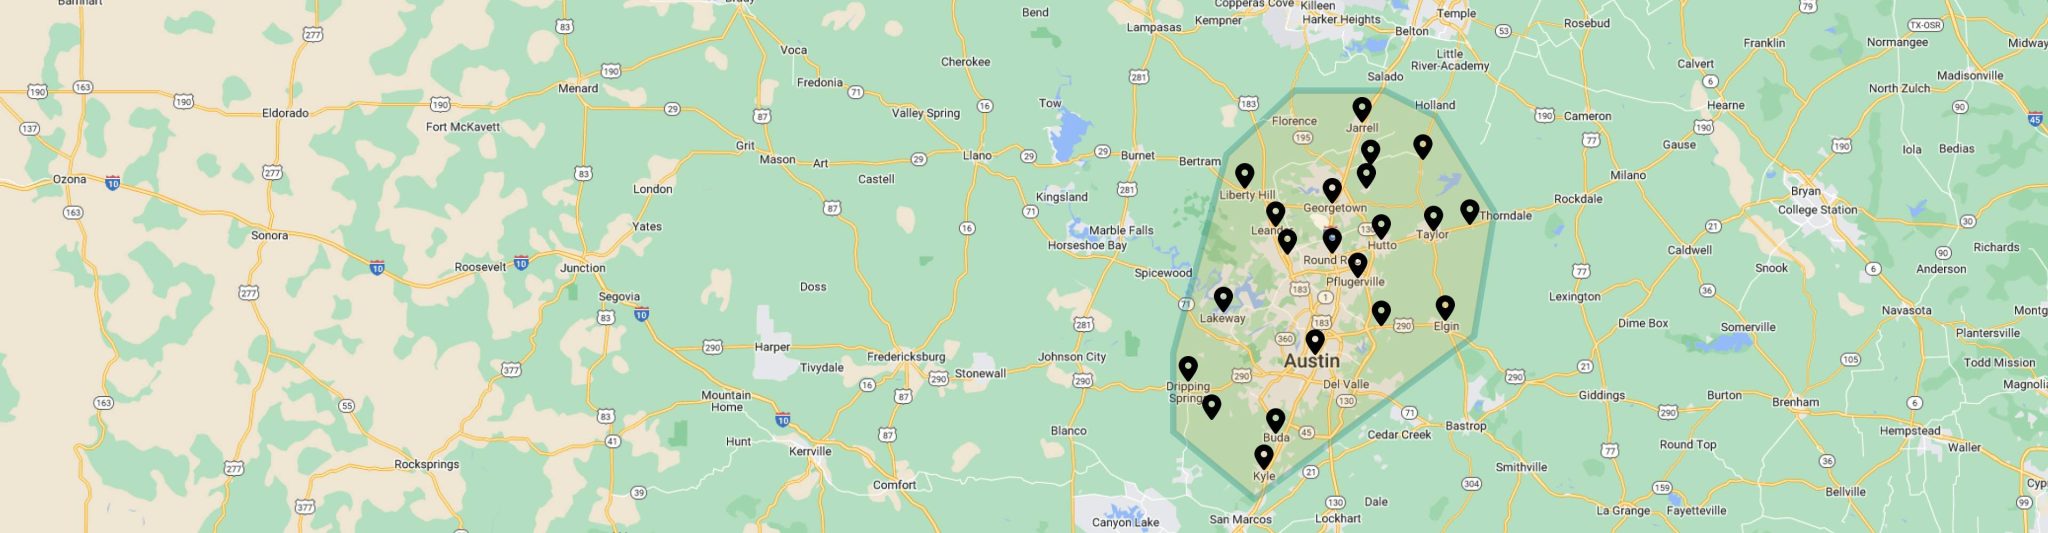 Barnhart
Brady
Bend
Copperas Cove
Killeen
Harker Heights
Kempner
Lampasas
Temple
Belton
Rosebud
79
TX-OSR
Normangee
Midway
277
83
53
Franklin
Voca
Cherokee
Little
River-Academy
Calvert
190
163
190
Menard
190
Fredonia
71
281
Salado
6
Madisonville
190
Eldorado
190
Fort McKavett
29
87
Valley Spring
16
Tow
183
Holland
190
Cameron
Hearne
North Zulch
90
45
137
Florence
Jarrell
195
77
190
Gause
190
Iola
Bedias
Grit
Mason
Art
29
Llano
29
29
Burnet
Bertram
Ozona
10
277
83
London
Castell
Kingsland
281
Liberty Hill
Milano
Bryan
College Station
163
87
71
Georgetown
Thorndale
Rockdale
30
Sonora
Yates
16
Marble Falls
Horseshoe Bay
Leander
130
Hutto
Taylor
21
Caldwell
Richards
10
Roosevelt
10
Junction
Spicewood
Round R
Pflugerville
77
Snook
6
90
Anderson
277
Segovia
83
10
Doss
71
Lakeway
183
1
Lexington
36
Navasota
Montg
281
183
290
Elgin
Dime Box
Somerville
Plantersville
290
Harper
Tivydale
Fredericksburg
Johnson City
360
Austin
105
Todd Mission
377
16
290
Stonewall
290
Dripping
Springs
290
Del Valle
130
290
21
Magnolia
163
55
83
Mountain
Home
10
87
71
Giddings
290
Burton
Brenham
6
41
Hunt
Kerrville
87
Blanco
Buda
45
Cedar Creek
Bastrop
77
Round Top
Hempstead
Waller
277
Rocksprings
Kyle
21
Smithville
36
377
39
Comfort
304
159
Bellville
Cyp
Canyon Lake
San Marcos
130
Lockhart
Dale
La Grange
Fayetteville
99